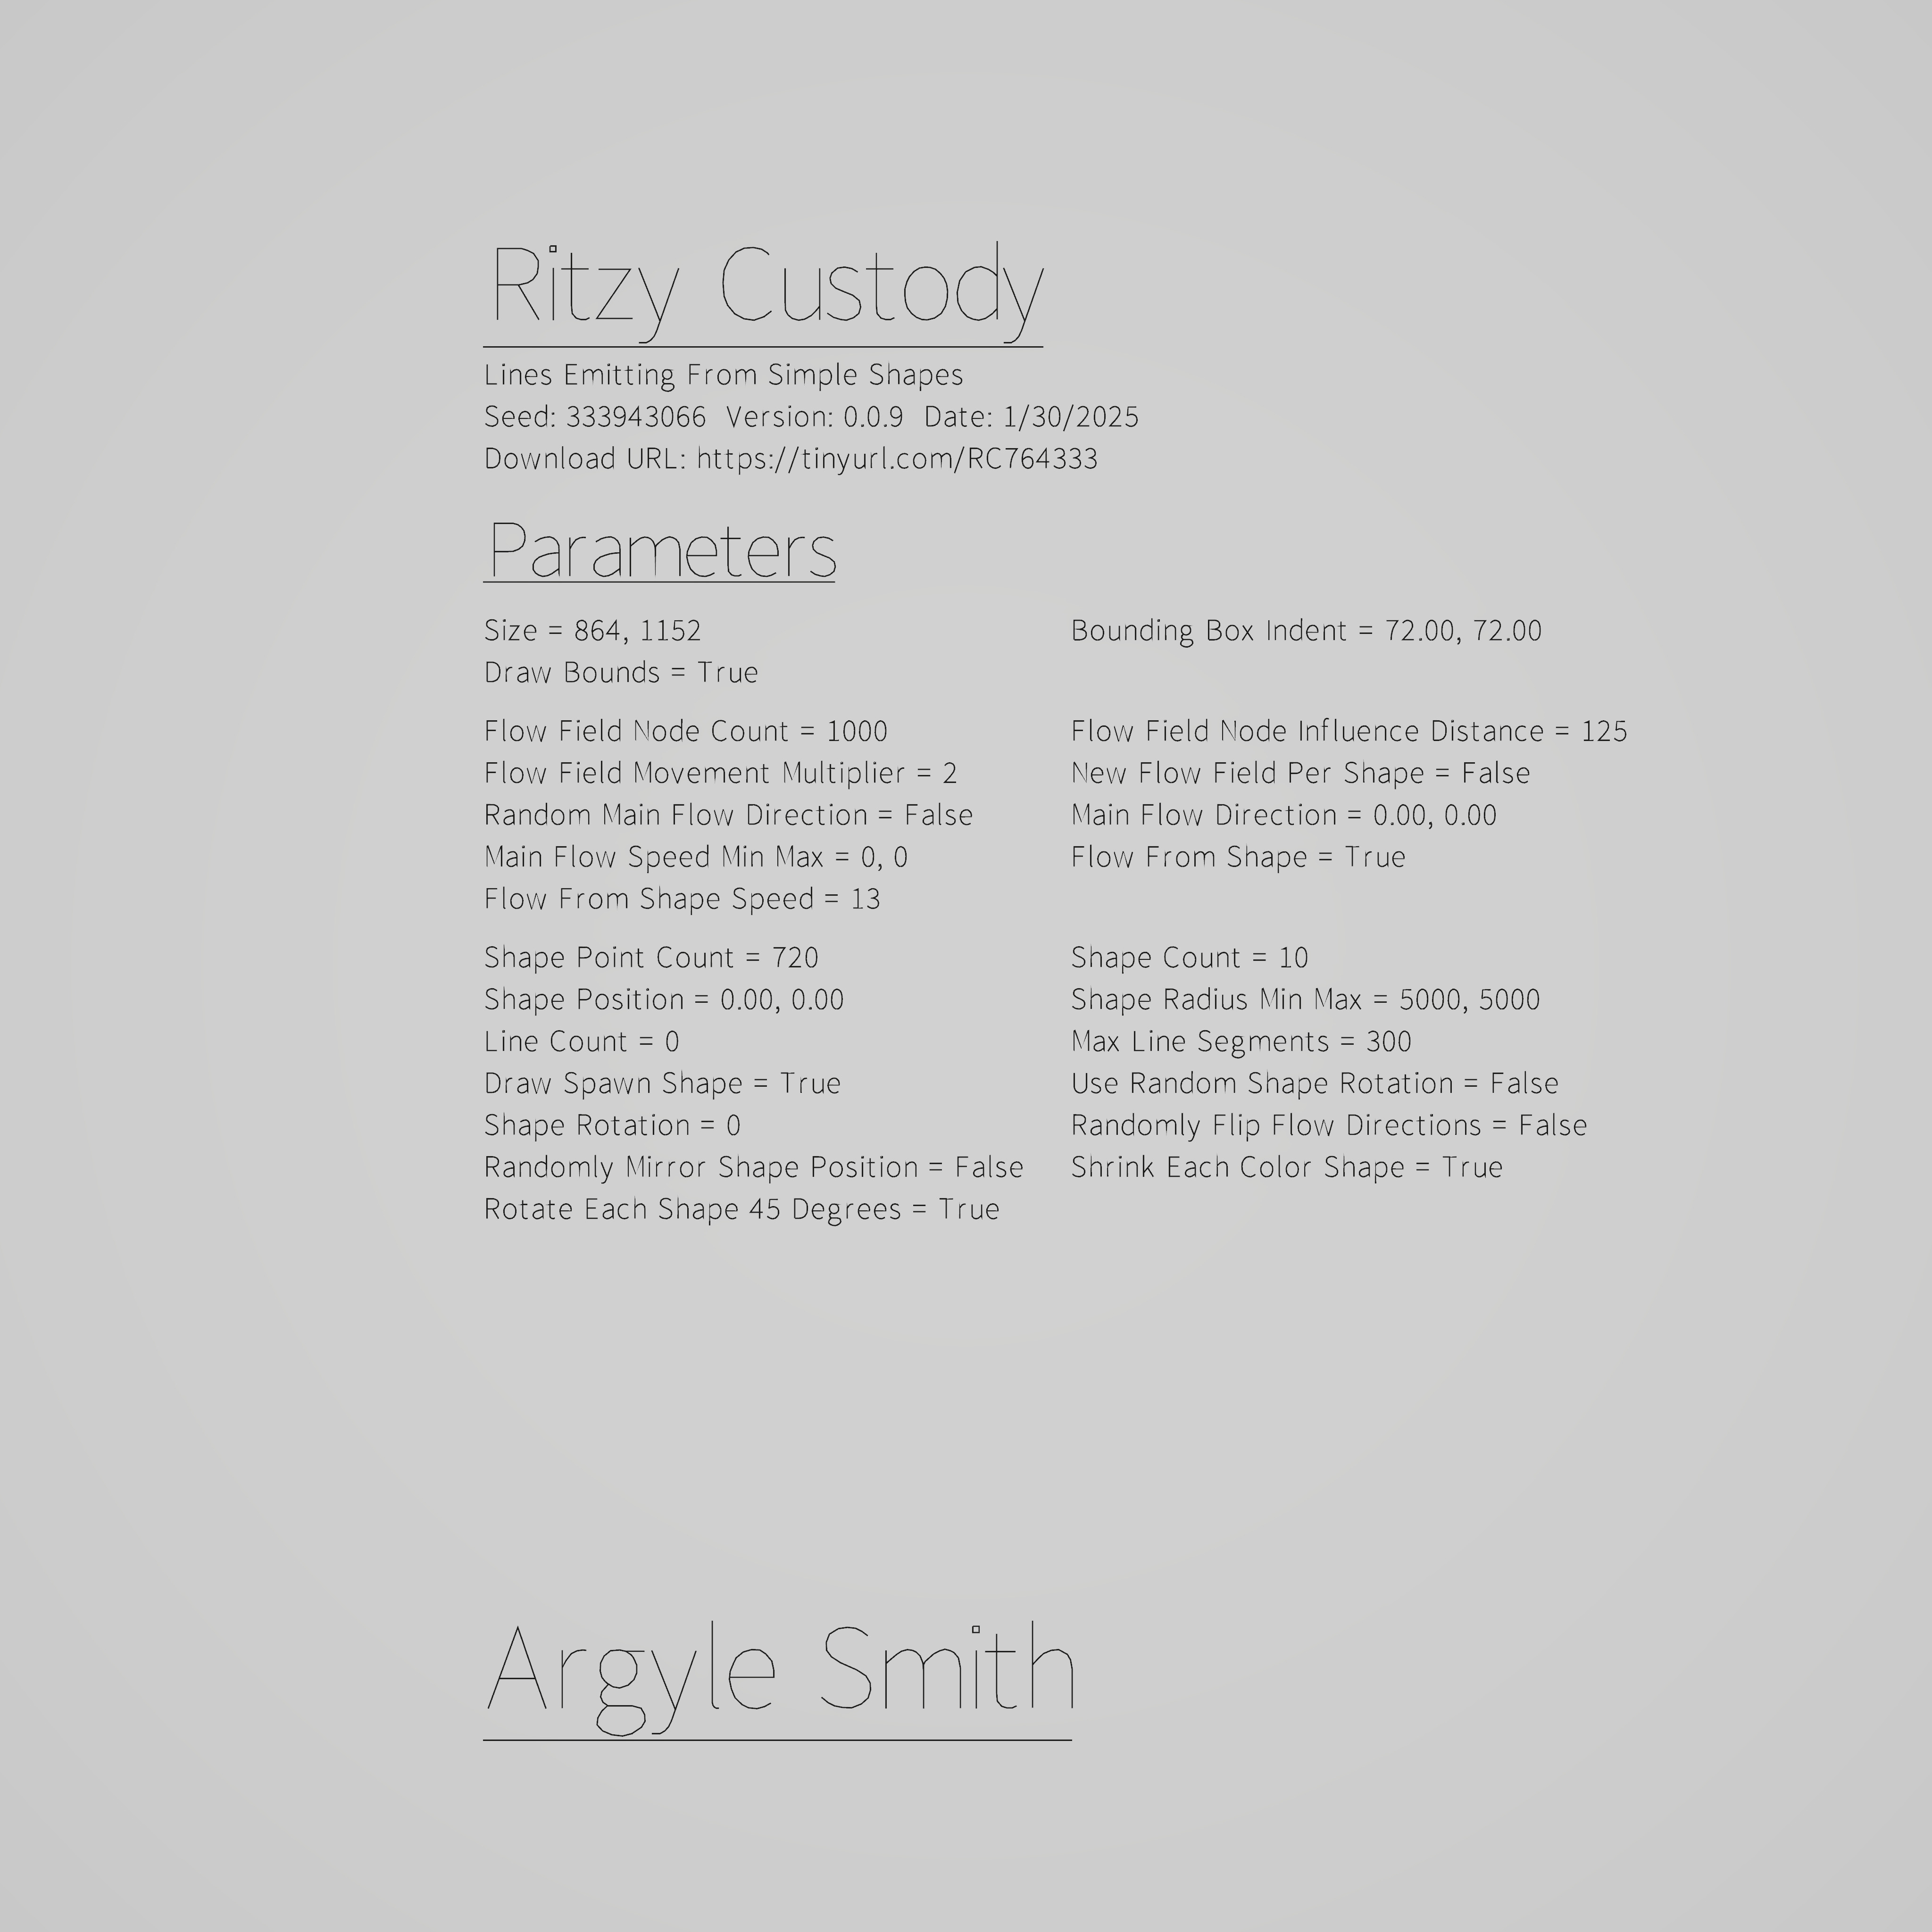 Ritzy Custody
Lines Emitting From Simple Shapes
Seed: 333943066 Version: 0.0.9 Date: 1/30/2025
Download URL: https://tinyurl.com/RC764333
Parameters
Size = 864, 1152 Bounding Box Indent = 72.00, 72.00
Draw Bounds = True
Flow Field Node Count = 1000 Flow Field Node Influence Distance = 125
Flow Field Movement Multiplier = 2 New Flow Field Per Shape = False
Random Main Flow Direction = False Main Flow Direction = 0.00, 0.00
Main Flow Speed Min Max = 0, 0 Flow From Shape = True
Flow From Shape Speed = 13
Shape Point Count = 720 Shape Count = 10
Shape Position = 0.00, 0.00 Shape Radius Min Max = 5000, 5000
Line Count = 0 Max Line Segments = 300
Draw Spawn Shape = True Use Random Shape Rotation = False
Shape Rotation = 0 Randomly Flip Flow Directions = False
Randomly Mirror Shape Position = False Shrink Each Color Shape = True
Rotate Each Shape 45 Degrees = True
Argyle Smith